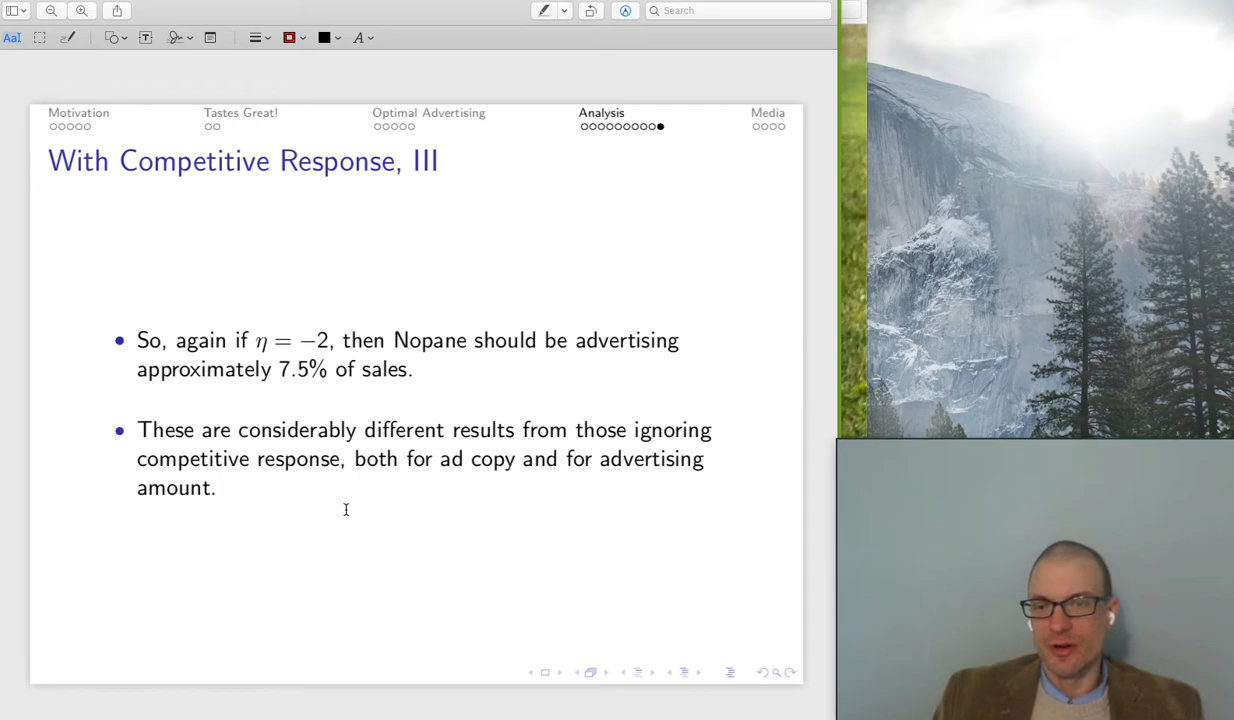 Search
AaI
A
Motivation
Tastes Great!
Optimal Advertising
Analysis
Media
With Competitive Response, III
• So, again if η = −2, then Nopane should be advertising
approximately 7.5% of sales.
• These are considerably different results from those ignoring
competitive response, both for ad copy and for advertising
amount.